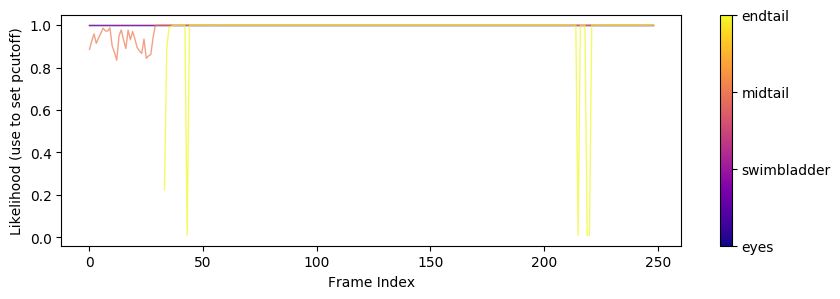 Likelihood (use to set pcutoff)
1.0
0.8
0.6
0.4
0.2
0.0
0 50 100 150 200 250
Frame Index
endtail
midtail
swimbladder
eyes